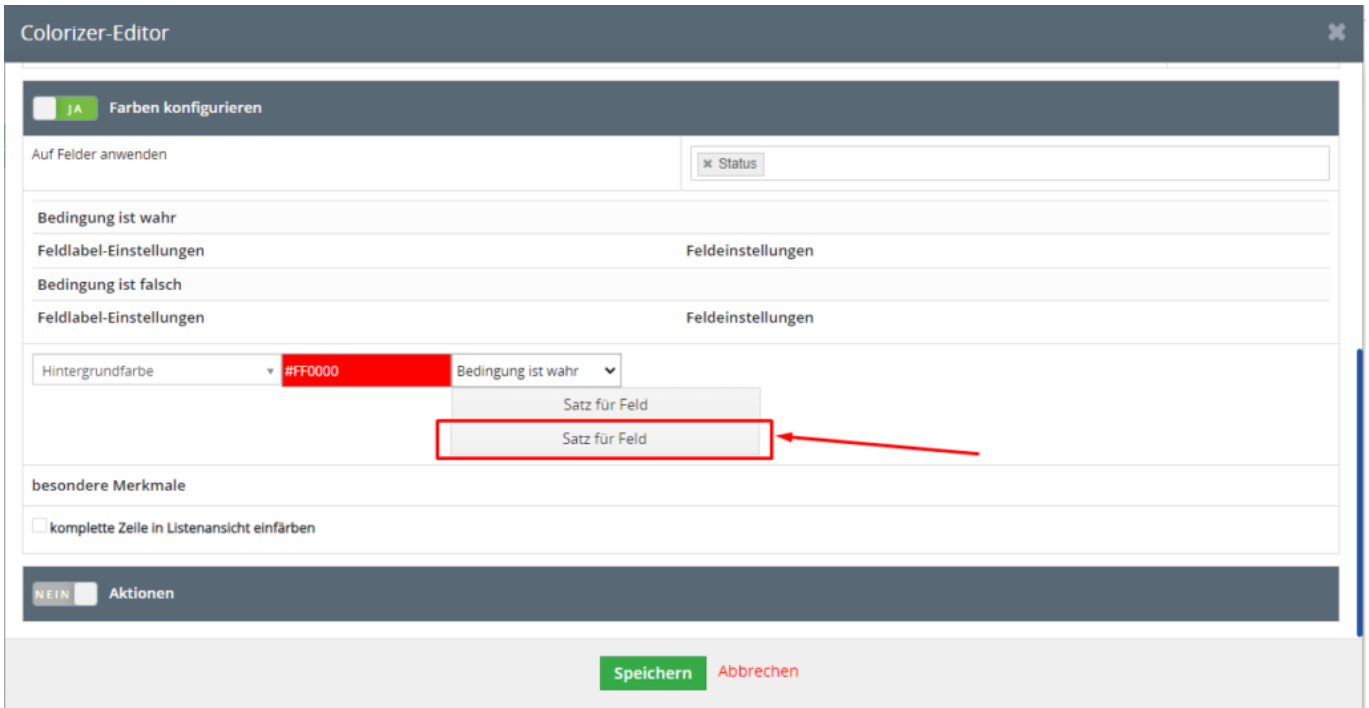 Colorizer-Editor
JA Farben konfigurieren
Auf Felder anwenden
Status
Bedingung ist wahr
Feldlabel-Einstellungen Feldeinstellungen
Bedingung ist falsch
Feldlabel-Einstellungen Feldeinstellungen
Hintergrundfarbe #FF0000 Bedingung ist wahr
Satz für Feld
Satz für Feld
besondere Merkmale
komplette Zeile in Listenansicht einfärben
NEIN Aktionen
Speichern Abbrechen